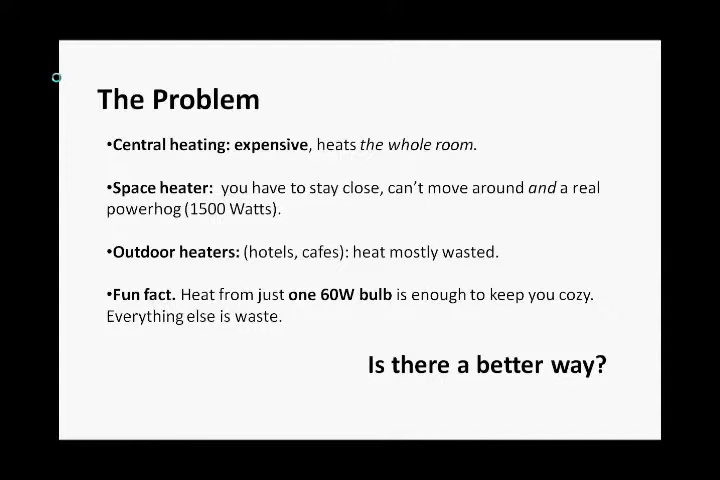 The Problem
•Central heating: expensive, heats the whole room.
•Space heater:  you have to stay close, can’t move around and a real
powerhog (1500 Watts).
•Outdoor heaters: (hotels, cafes): heat mostly wasted.
•Fun fact. Heat from just one 60W bulb is enough to keep you cozy.
Everything else is waste.
Is there a better way?